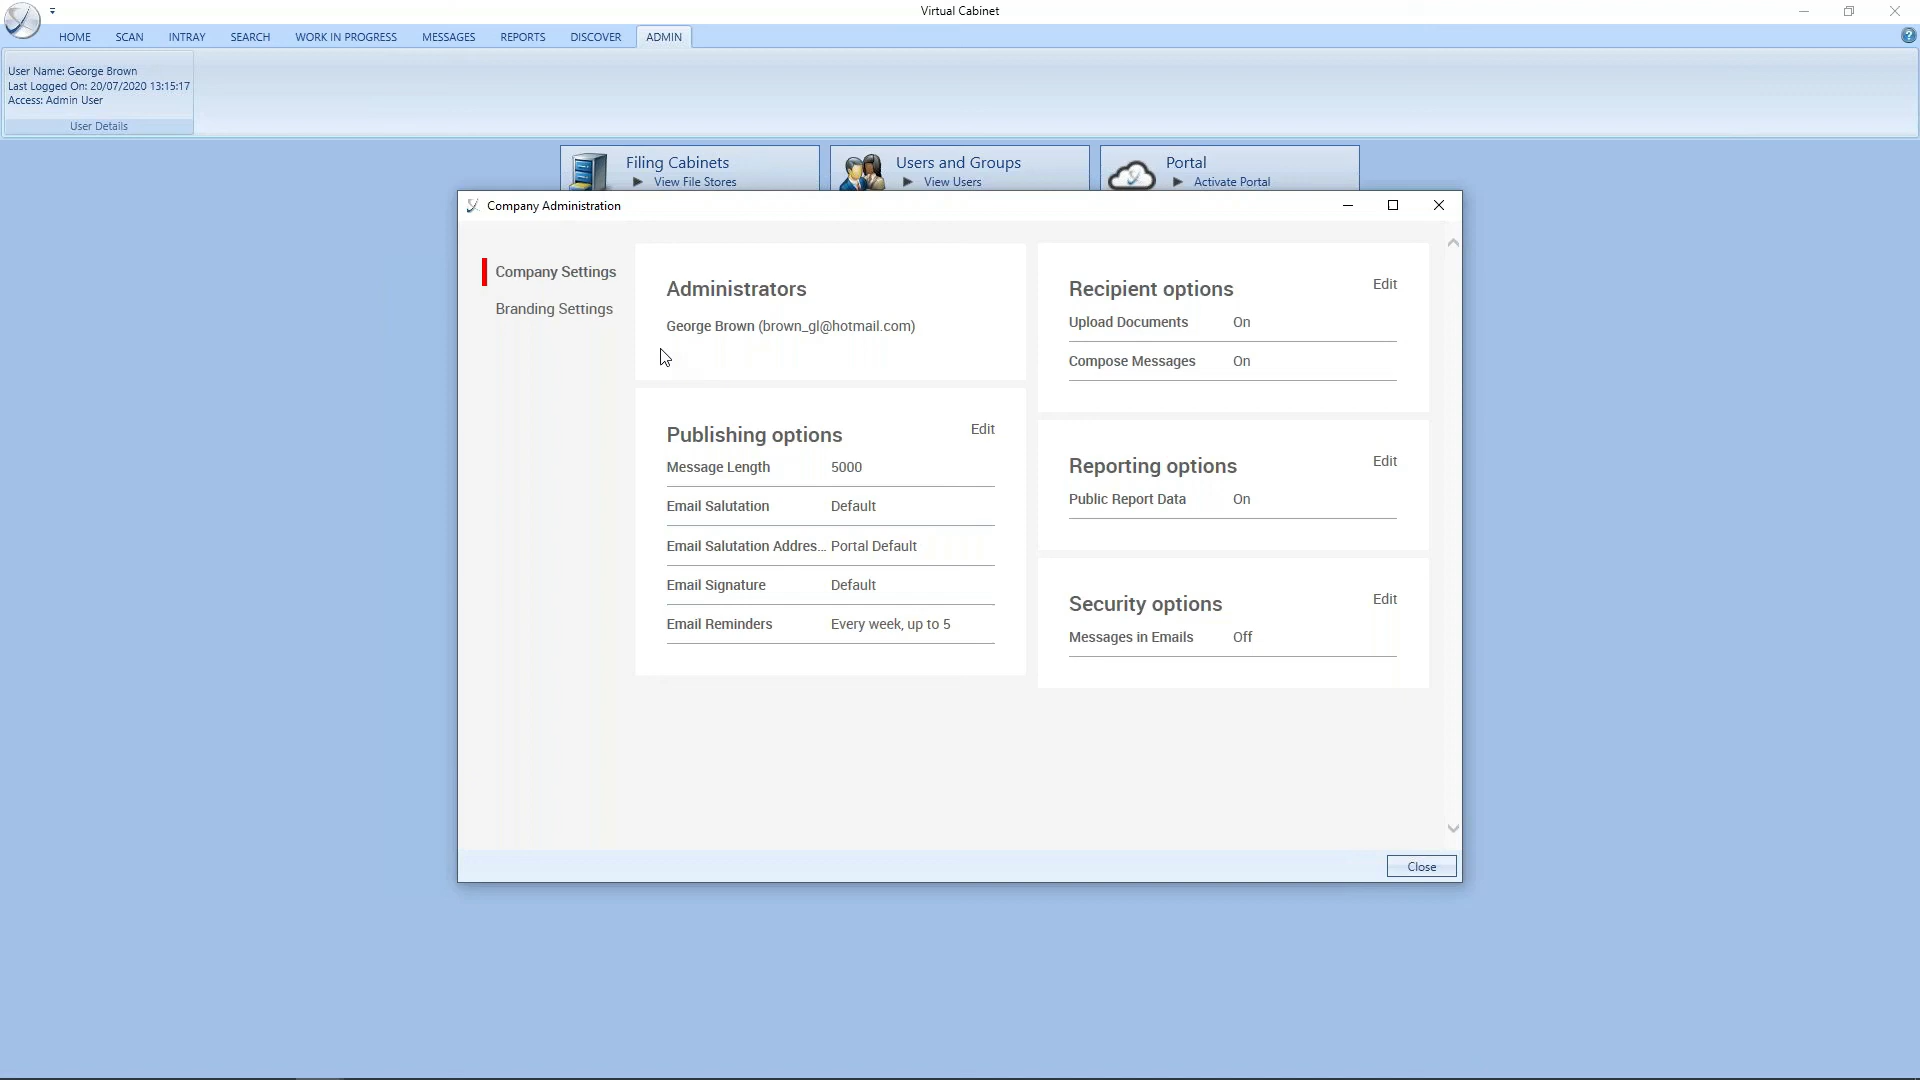 Virtual Cabinet
HOME SCAN INTRAY SEARCH WORK IN PROGRESS MESSAGES REPORTS DISCOVER ADMIN
User Name: George Brown
Last Logged On: 20/07/2020 13:15:17
Access: Admin User
User Details
Filing Cabinets
View File Stores
Users and Groups
View Users
Portal
Activate Portal
Company Administration
Company Settings
Branding Settings
Administrators
George Brown (brown_gl@hotmail.com)
Publishing options Edit
Message Length 5000
Email Salutation Default
Email Salutation Addres... Portal Default
Email Signature Default
Email Reminders Every week, up to 5
Recipient options Edit
Upload Documents On
Compose Messages On
Reporting options Edit
Public Report Data On
Security options Edit
Messages in Emails Off
Close